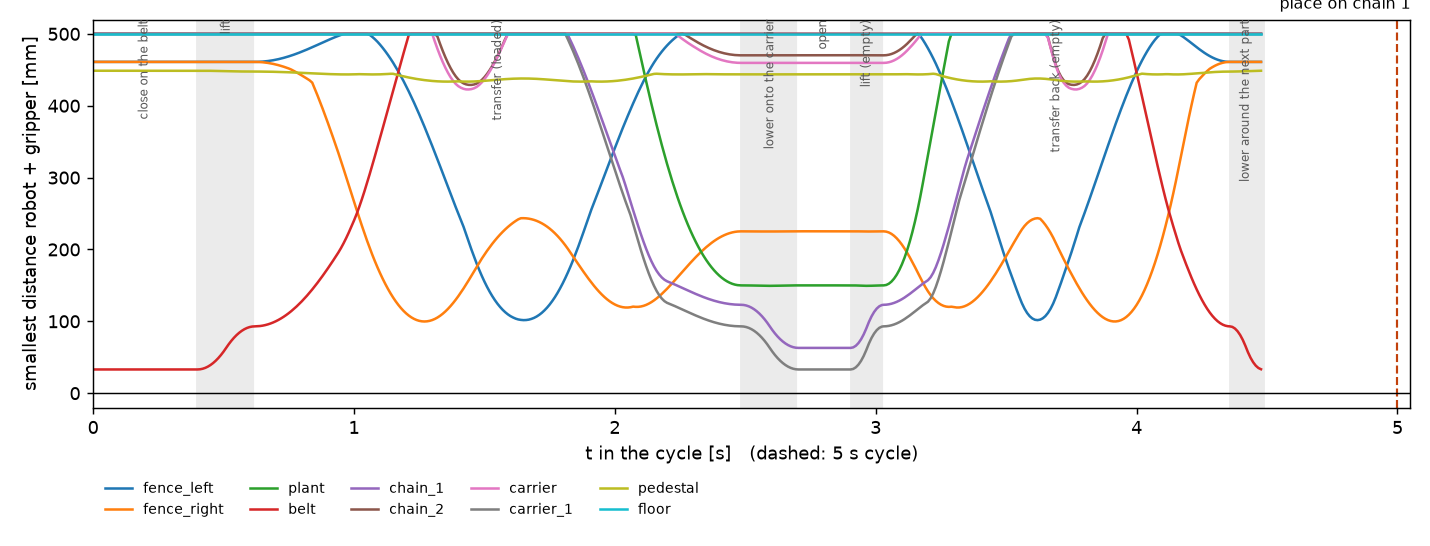 place on chain 1
smallest distance robot + gripper [mm]
500
400
300
200
100
0
close on the belt
lift
transfer (loaded)
lower onto the carrier
open
lift (empty)
transfer back (empty)
lower around the next part
0 1 2 3 4 5
t in the cycle [s] (dashed: 5 s cycle)
fence_left plant chain_1 carrier pedestal
fence_right belt chain_2 carrier_1 floor